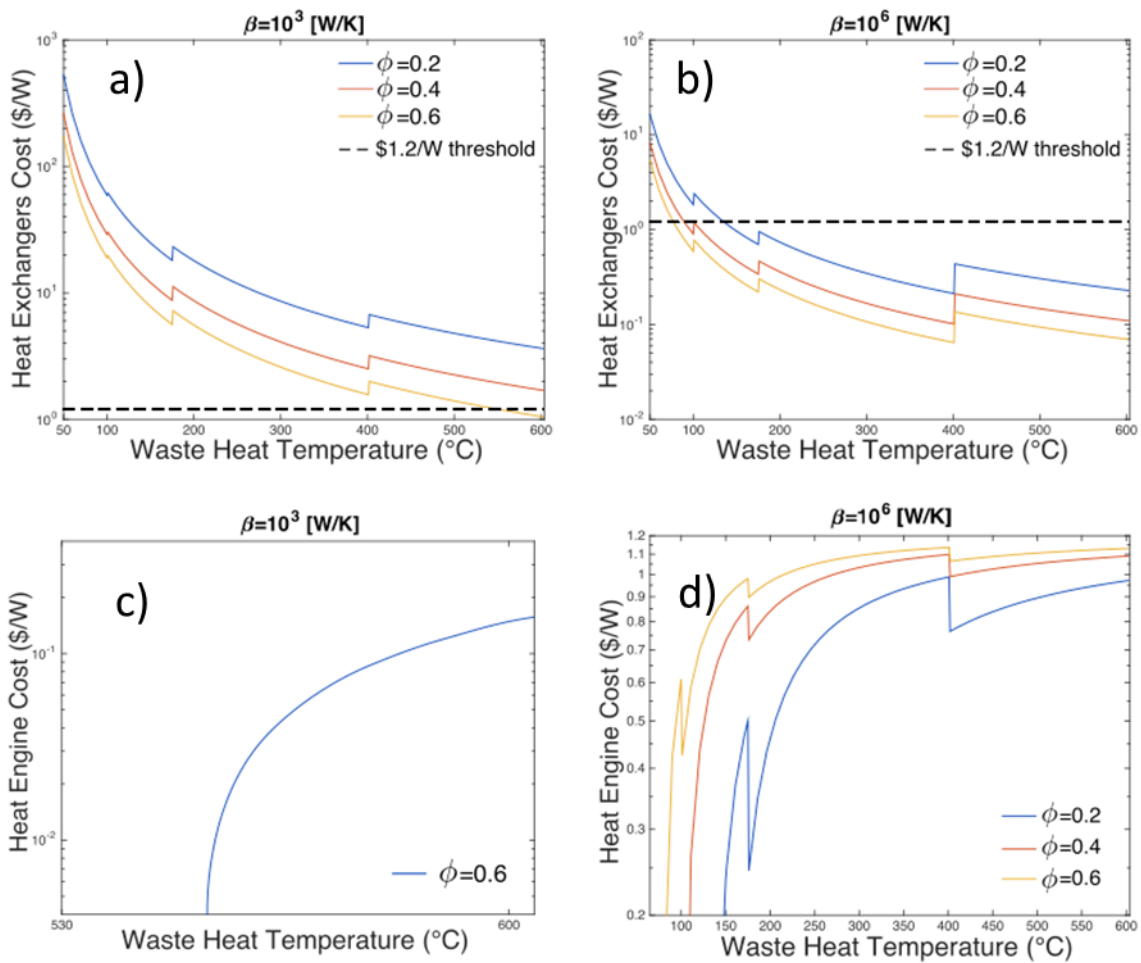 β=10³ [W/K]
a)
Heat Exchangers Cost ($/W)
10³
10²
10¹
10⁰
ϕ=0.2
ϕ=0.4
ϕ=0.6
$1.2/W threshold
50 100 200 300 400 500 600
Waste Heat Temperature (°C)
β=10⁶ [W/K]
b)
Heat Exchangers Cost ($/W)
10²
10¹
10⁰
10⁻¹
10⁻²
ϕ=0.2
ϕ=0.4
ϕ=0.6
$1.2/W threshold
50 100 200 300 400 500 600
Waste Heat Temperature (°C)
β=10³ [W/K]
c)
Heat Engine Cost ($/W)
10⁻¹
10⁻²
ϕ=0.6
530 600
Waste Heat Temperature (°C)
β=10⁶ [W/K]
d)
Heat Engine Cost ($/W)
1.2
1.1
1
0.9
0.8
0.7
0.6
0.5
0.4
0.3
0.2
ϕ=0.2
ϕ=0.4
ϕ=0.6
100 150 200 250 300 350 400 450 500 550 600
Waste Heat Temperature (°C)